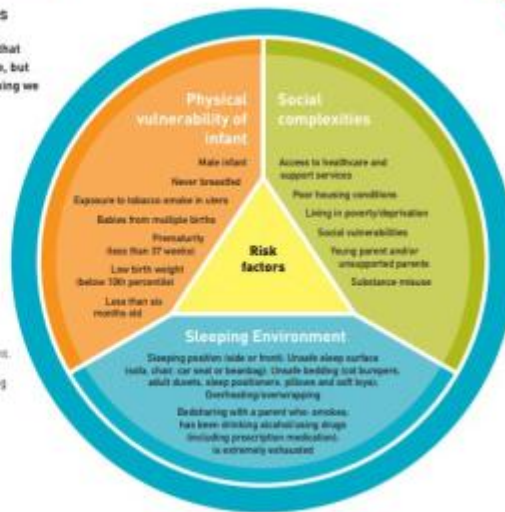 s
that
, but
ing we
s.
g
Physical
vulnerability of
infant
Male infant
Never breastfed
Exposure to tobacco smoke in utero
Babies from multiple births
Prematurity
(less than 37 weeks)
Low birth weight
(below 10th percentile)
Less than six
months old
Social
complexities
Access to healthcare and
support services
Poor housing conditions
Living in poverty/deprivation
Social vulnerabilities
Young parent and/or
unsupported parents
Substance misuse
Risk
factors
Sleeping Environment
Sleeping position (side or front). Unsafe sleep surface
(sofa, chair, car seat or beanbag). Unsafe bedding (cot bumpers,
adult duvets, sleep positioners, pillows and soft toys).
Overheating/overwrapping
Bedsharing with a parent who: smokes,
has been drinking alcohol/using drugs
(including prescription medication),
is extremely exhausted